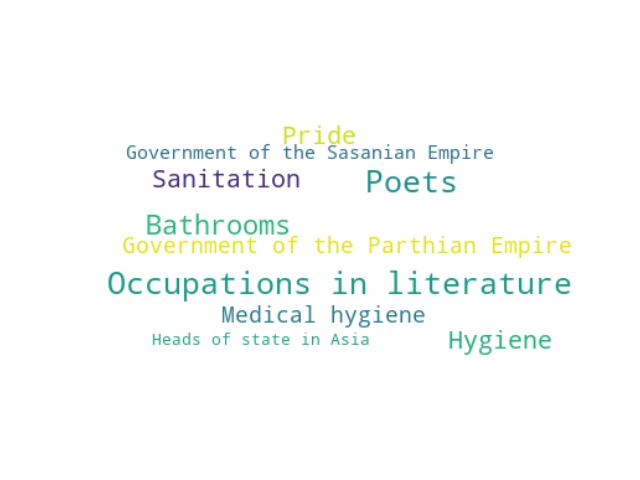 Pride
Government of the Sasanian Empire
Sanitation Poets
Bathrooms
Government of the Parthian Empire
Occupations in literature
Medical hygiene
Heads of state in Asia Hygiene